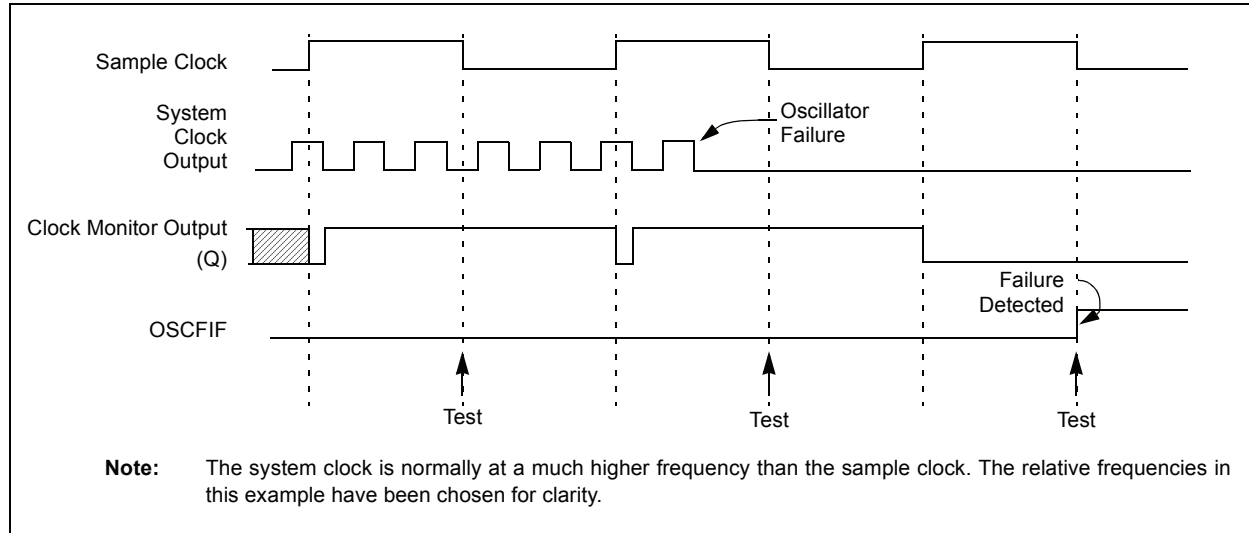 Sample Clock
System
Clock
Output
Oscillator
Failure
Clock Monitor Output
(Q)
Failure
Detected
OSCFIF
Test
Test
Test
Note: The system clock is normally at a much higher frequency than the sample clock. The relative frequencies in
this example have been chosen for clarity.